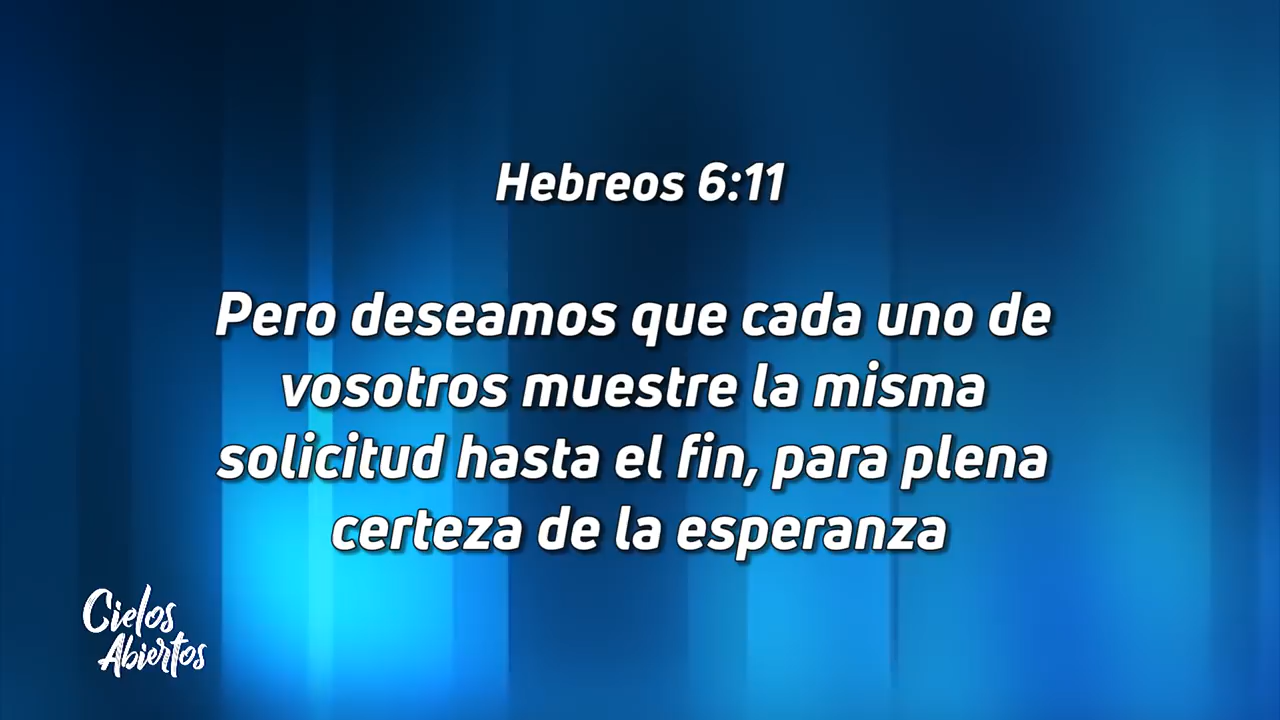 Hebreos 6:11
Pero deseamos que cada uno de
vosotros muestre la misma
solicitud hasta el fin, para plena
certeza de la esperanza
Cielos
Abiertos